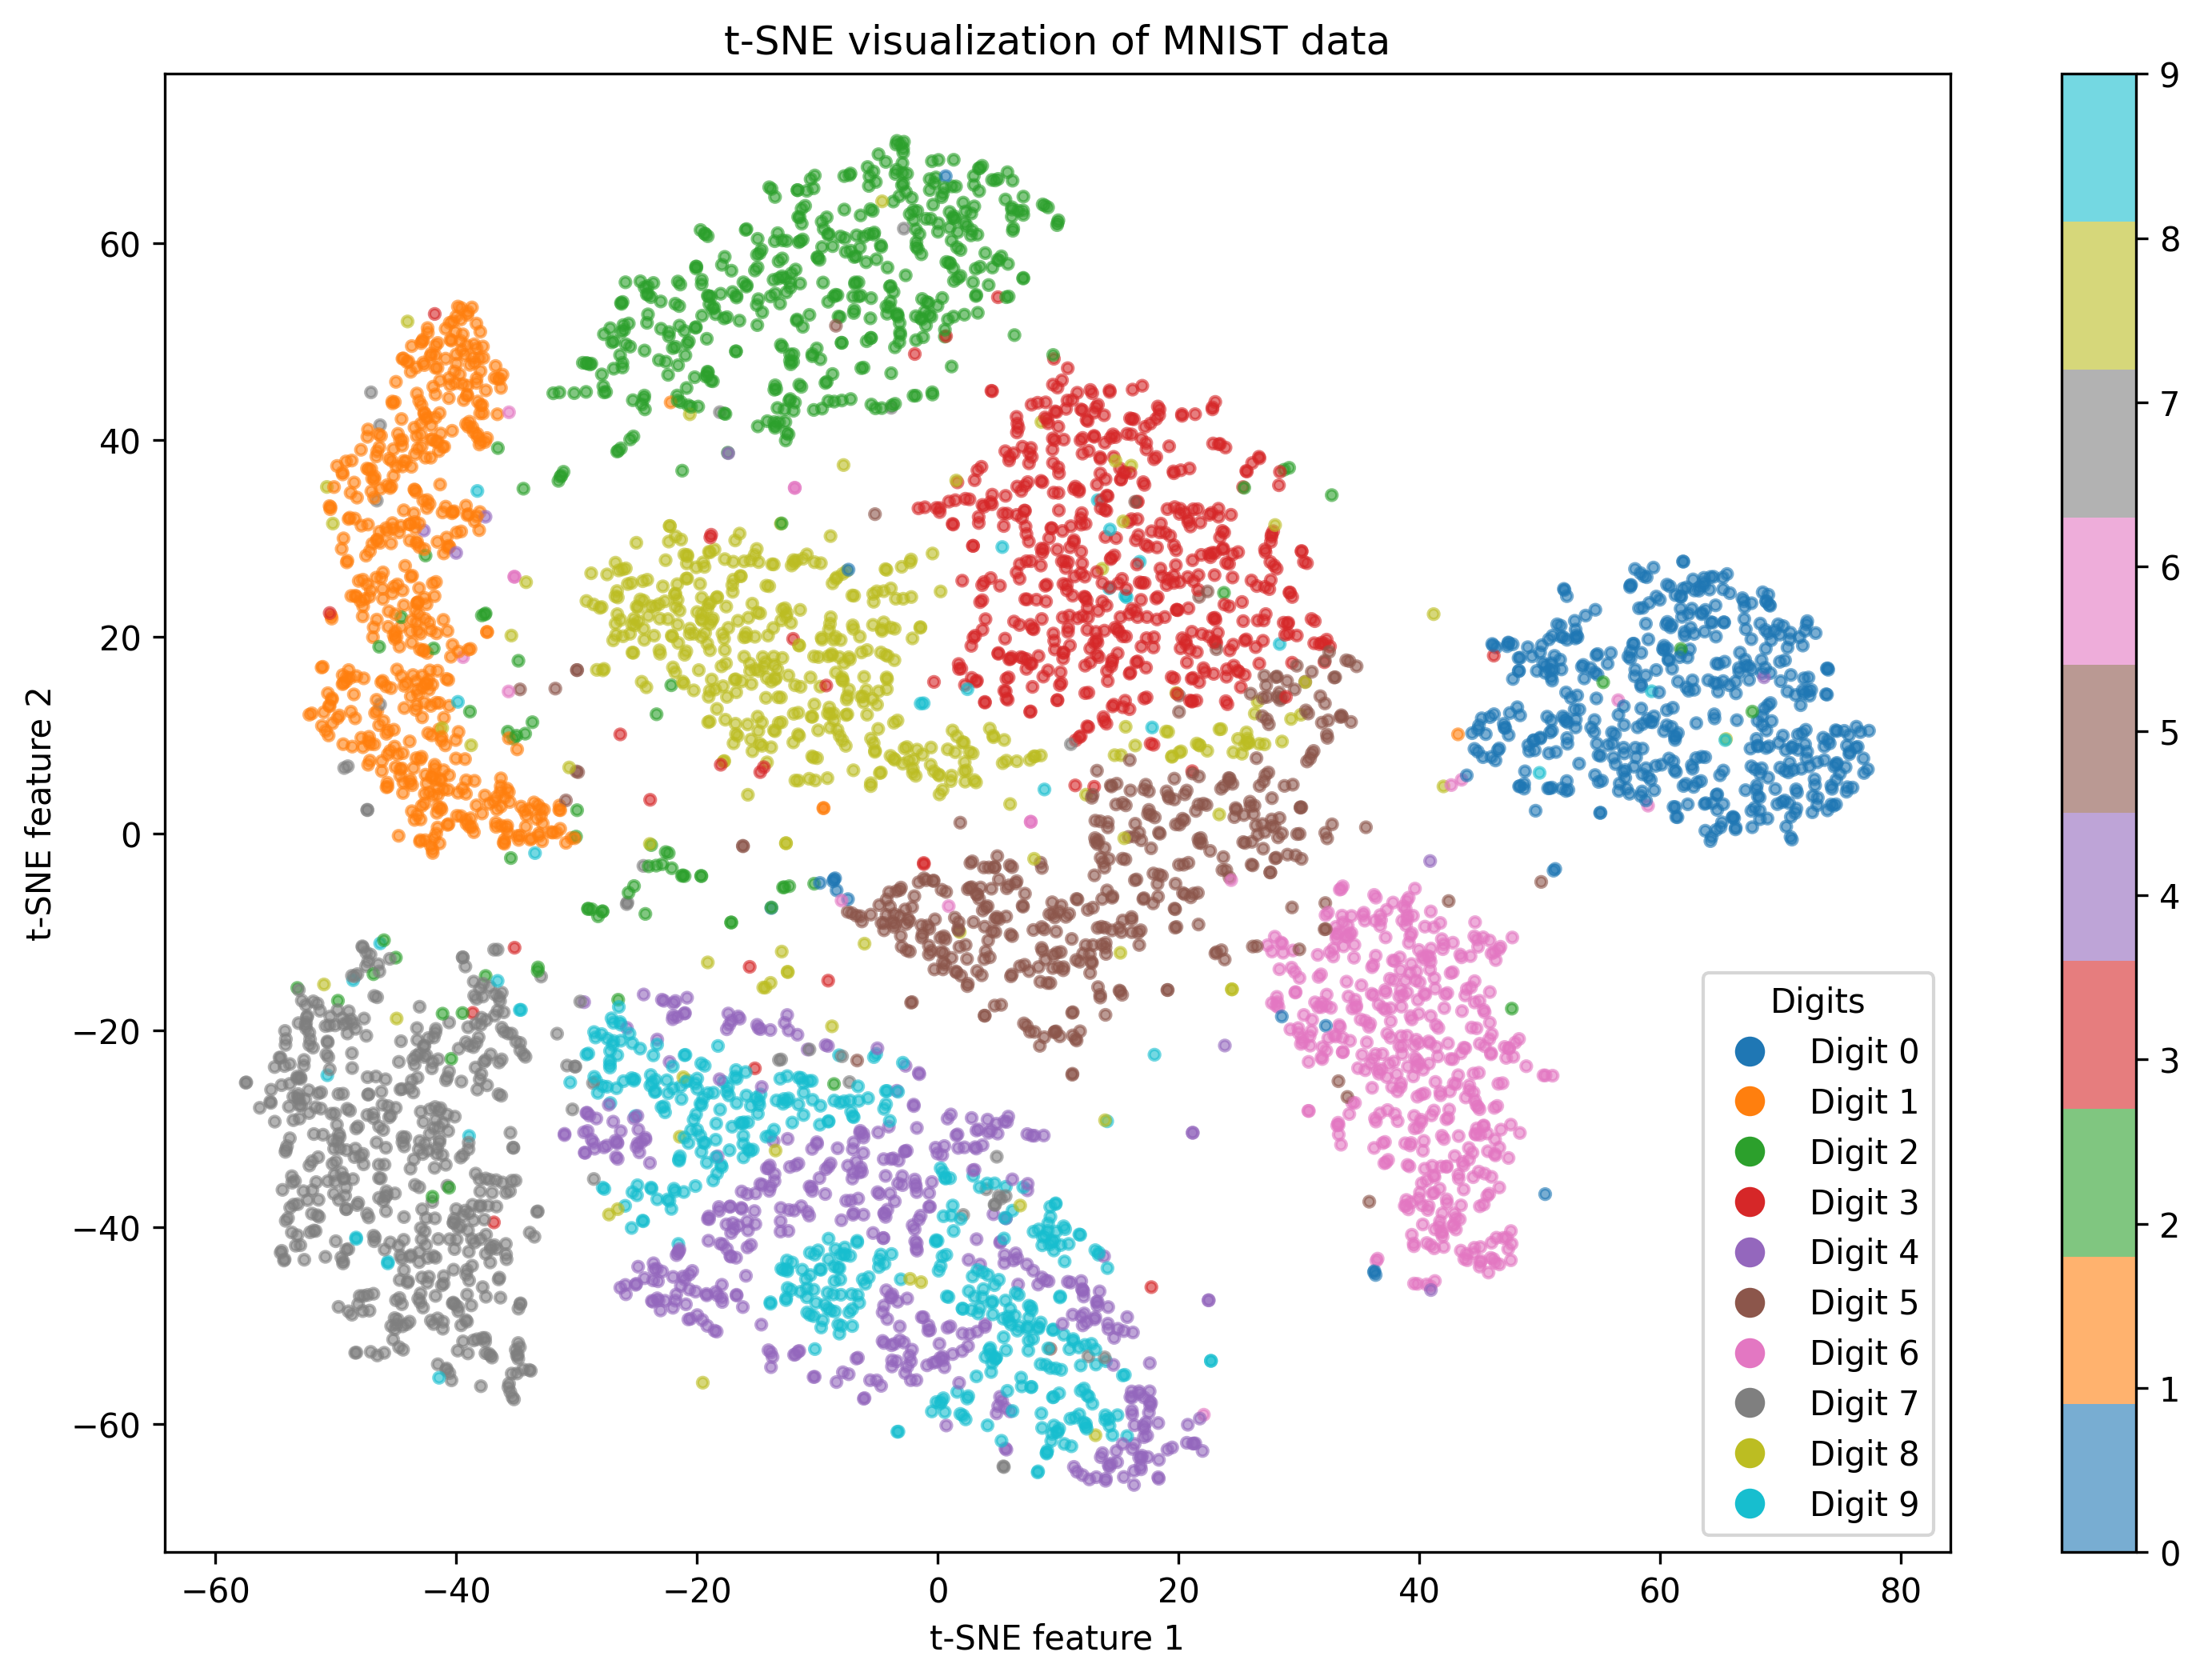 t-SNE visualization of MNIST data
t-SNE feature 2
60
40
20
0
−20
−40
−60
−60 −40 −20 0 20 40 60 80
t-SNE feature 1
Digits
Digit 0
Digit 1
Digit 2
Digit 3
Digit 4
Digit 5
Digit 6
Digit 7
Digit 8
Digit 9
9
8
7
6
5
4
3
2
1
0